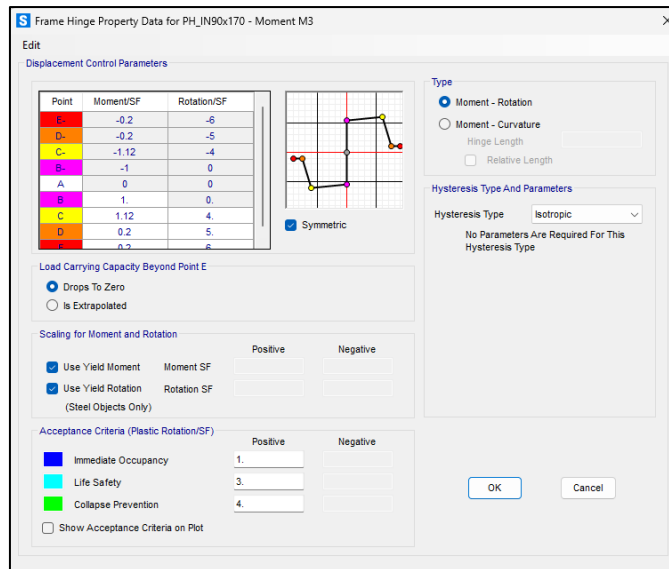 S Frame Hinge Property Data for PH_IN90x170 - Moment M3
Edit
Displacement Control Parameters
Point Moment/SF Rotation/SF
E- -0.2 -6
D- -0.2 -5
C- -1.12 -4
B- -1 0
A 0 0
B 1. 0.
C 1.12 4.
D 0.2 5.
E 0.2 6.
Symmetric
Load Carrying Capacity Beyond Point E
Drops To Zero
Is Extrapolated
Scaling for Moment and Rotation
Positive Negative
Use Yield Moment Moment SF
Use Yield Rotation Rotation SF
(Steel Objects Only)
Acceptance Criteria (Plastic Rotation/SF)
Positive Negative
Immediate Occupancy 1.
Life Safety 3.
Collapse Prevention 4.
Show Acceptance Criteria on Plot
Type
Moment - Rotation
Moment - Curvature
Hinge Length
Relative Length
Hysteresis Type And Parameters
Hysteresis Type Isotropic
No Parameters Are Required For This
Hysteresis Type
OK Cancel